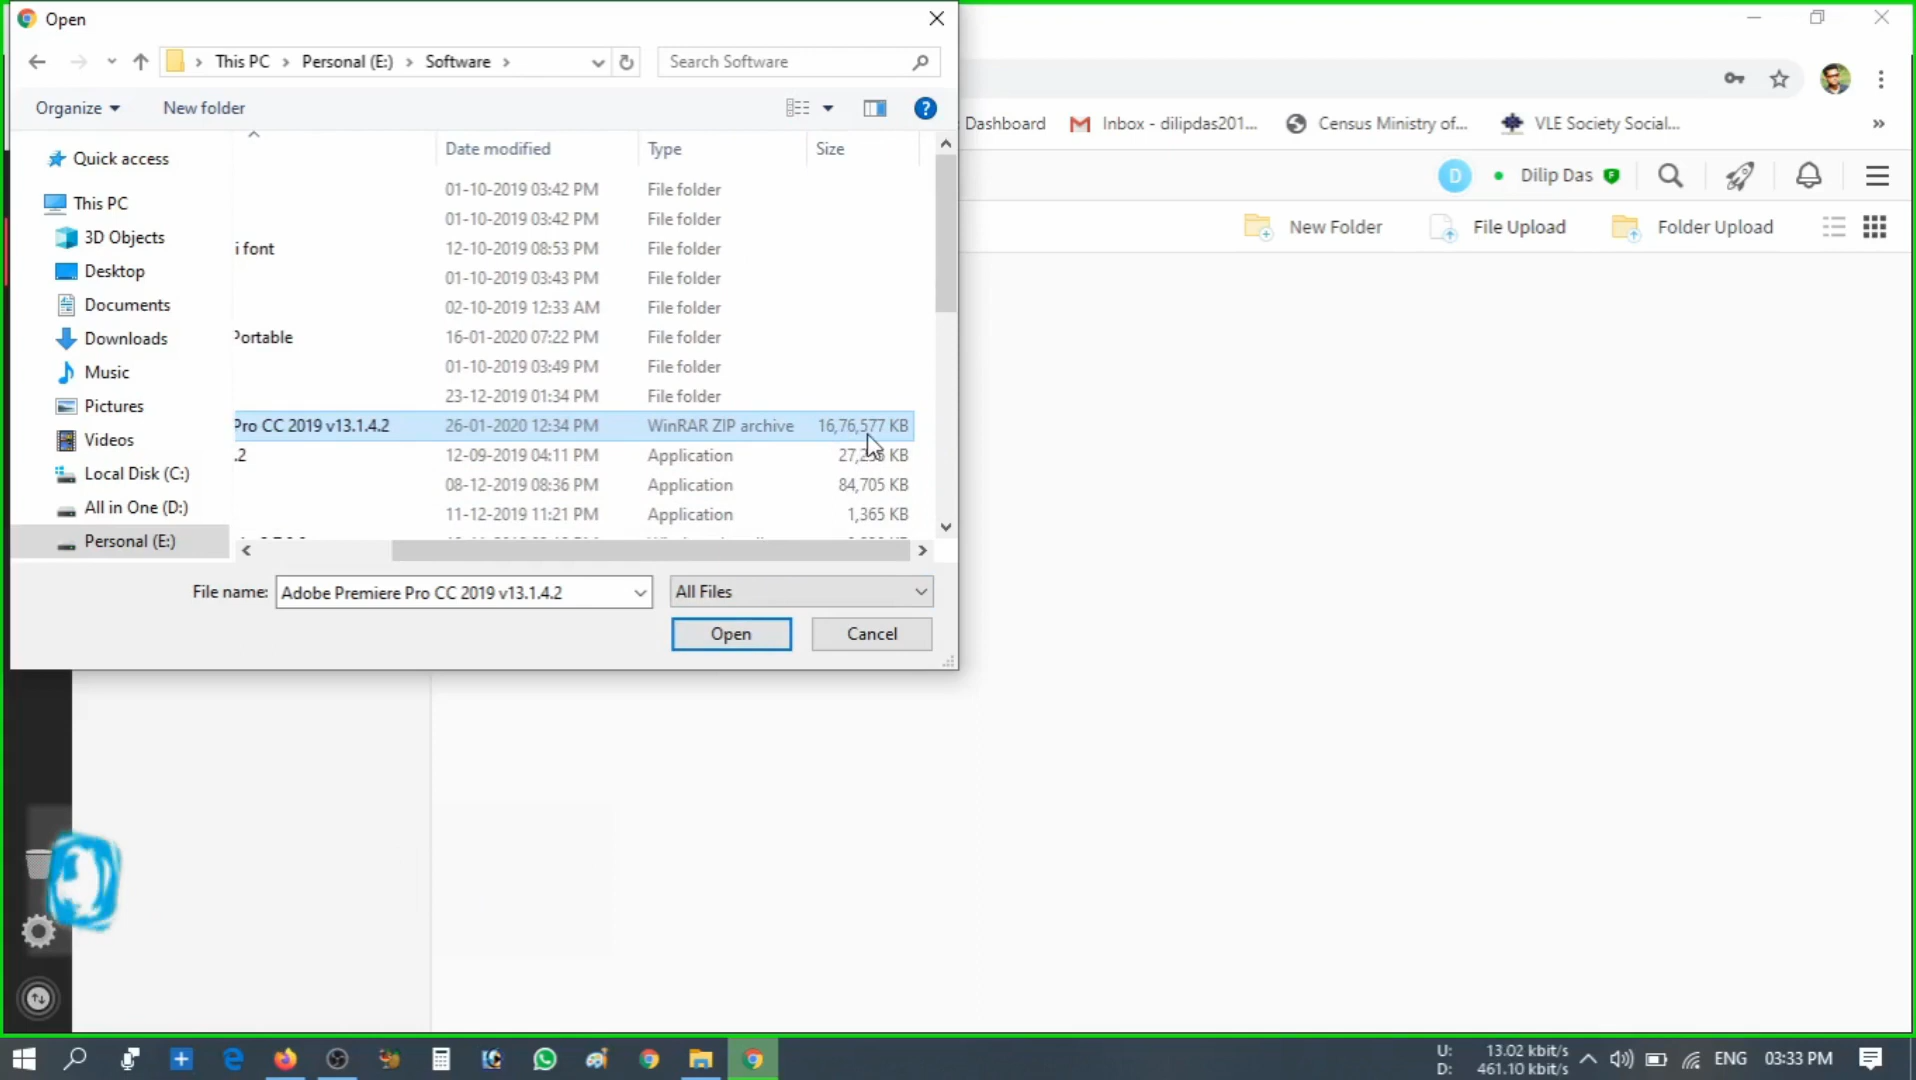 Open
This PC > Personal (E:) > Software >
Search Software
Organize
New folder
Date modified
Type
Size
Quick access
This PC
3D Objects
Desktop
Documents
Downloads
Music
Pictures
Videos
Local Disk (C:)
All in One (D:)
Personal (E:)
01-10-2019 03:42 PM File folder
01-10-2019 03:42 PM File folder
i font 12-10-2019 08:53 PM File folder
01-10-2019 03:43 PM File folder
02-10-2019 12:33 AM File folder
Portable 16-01-2020 07:22 PM File folder
01-10-2019 03:49 PM File folder
23-12-2019 01:34 PM File folder
Pro CC 2019 v13.1.4.2 26-01-2020 12:34 PM WinRAR ZIP archive 16,76,577 KB
.2 12-09-2019 04:11 PM Application KB
08-12-2019 08:36 PM Application 84,705 KB
11-12-2019 11:21 PM Application 1,365 KB
File name: Adobe Premiere Pro CC 2019 v13.1.4.2
All Files
Open
Cancel
Dashboard
Inbox - dilipdas201...
Census Ministry of...
VLE Society Social...
»
D
Dilip Das
New Folder
File Upload
Folder Upload
U: 13.02 kbit/s
D: 461.10 kbit/s
ENG
03:33 PM